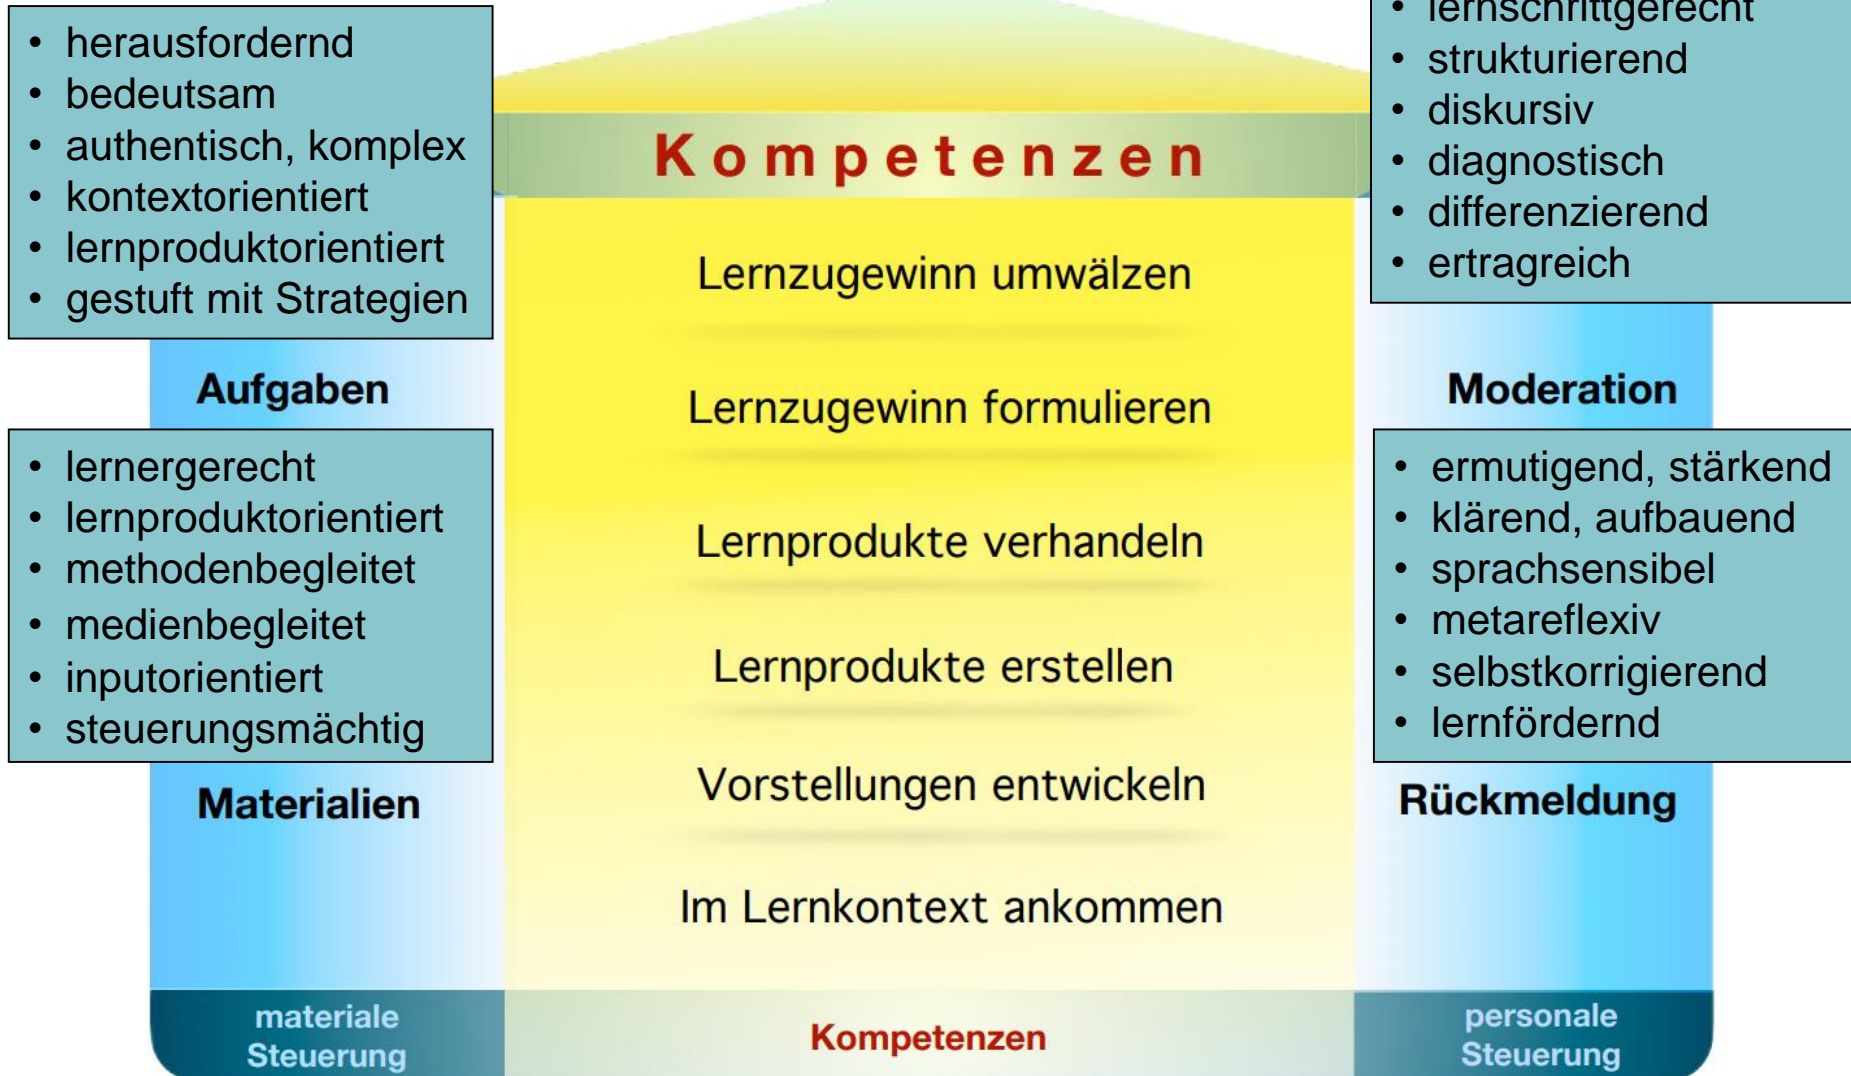 • herausfordernd
• bedeutsam
• authentisch, komplex
• kontextorientiert
• lernproduktorientiert
• gestuft mit Strategien
Aufgaben
• lernergerecht
• lernproduktorientiert
• methodenbegleitet
• medienbegleitet
• inputorientiert
• steuerungsmächtig
Materialien
materiale
Steuerung
Kompetenzen
Lernzugewinn umwälzen
Lernzugewinn formulieren
Lernprodukte verhandeln
Lernprodukte erstellen
Vorstellungen entwickeln
Im Lernkontext ankommen
Kompetenzen
• lernschrittgerecht
• strukturierend
• diskursiv
• diagnostisch
• differenzierend
• ertragreich
Moderation
• ermutigend, stärkend
• klärend, aufbauend
• sprachsensibel
• metareflexiv
• selbstkorrigierend
• lernfördernd
Rückmeldung
personale
Steuerung